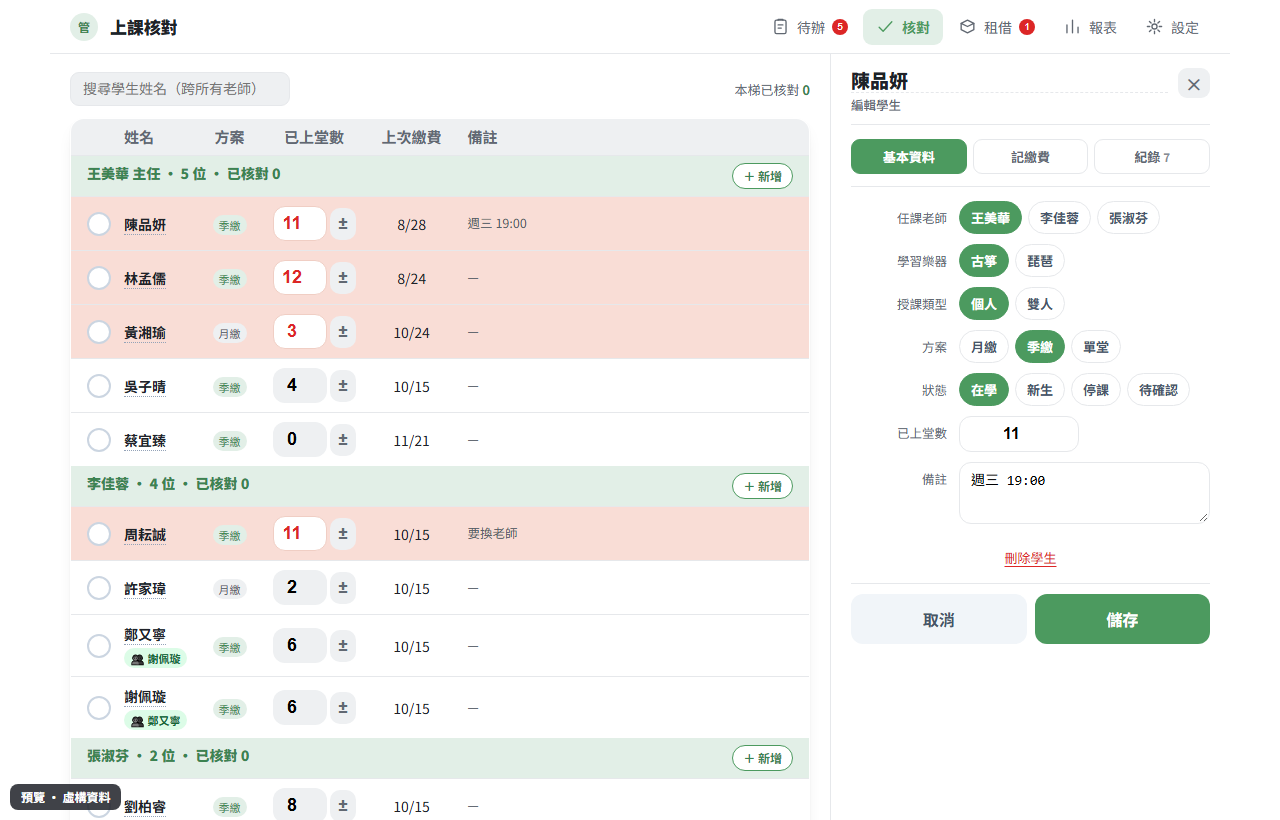 管 上課核對
待辦 5
核對
租借 1
報表
設定
搜尋學生姓名（跨所有老師）
本梯已核對 0
姓名 方案 已上堂數 上次繳費 備註
王美華 主任 · 5 位 · 已核對 0 + 新增
陳品妍 季繳 11 ± 8/28 週三 19:00
林孟儒 季繳 12 ± 8/24 —
黃湘瑜 月繳 3 ± 10/24 —
吳子晴 季繳 4 ± 10/15 —
蔡宜臻 季繳 0 ± 11/21 —
李佳蓉 · 4 位 · 已核對 0 + 新增
周耘誠 季繳 11 ± 10/15 要換老師
許家瑋 月繳 2 ± 10/15 —
鄭又寧 季繳 6 ± 10/15 —
謝佩璇
謝佩璇 季繳 6 ± 10/15 —
鄭又寧
張淑芬 · 2 位 · 已核對 0 + 新增
劉柏睿 季繳 8 ± 10/15 —
預覽 · 虛構資料
陳品妍
編輯學生
基本資料 記繳費 紀錄 7
任課老師 王美華 李佳蓉 張淑芬
學習樂器 古箏 琵琶
授課類型 個人 雙人
方案 月繳 季繳 單堂
狀態 在學 新生 停課 待確認
已上堂數 11
備註 週三 19:00
刪除學生
取消 儲存